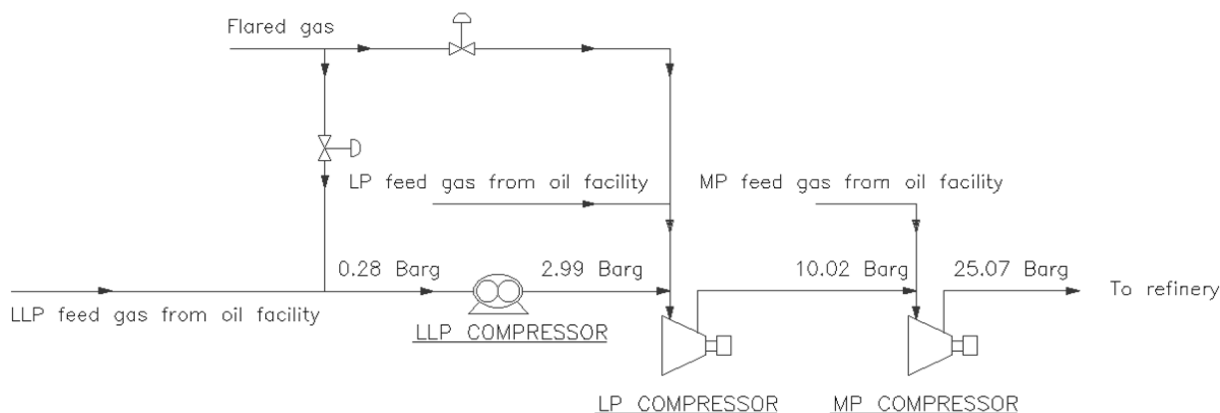 Flared gas
LP feed gas from oil facility
MP feed gas from oil facility
0.28 Barg
2.99 Barg
10.02 Barg
25.07 Barg
To refinery
LLP feed gas from oil facility
LLP COMPRESSOR
LP COMPRESSOR
MP COMPRESSOR